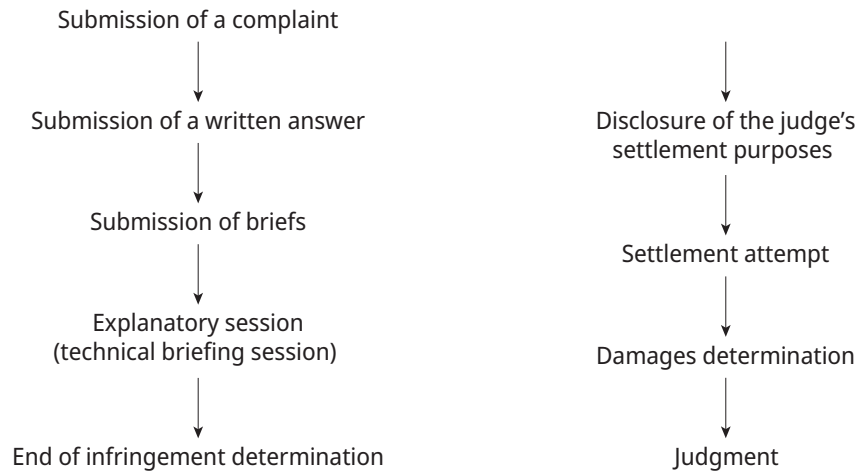 Submission of a complaint
Submission of a written answer
Submission of briefs
Explanatory session
(technical briefing session)
End of infringement determination
Disclosure of the judge’s
settlement purposes
Settlement attempt
Damages determination
Judgment